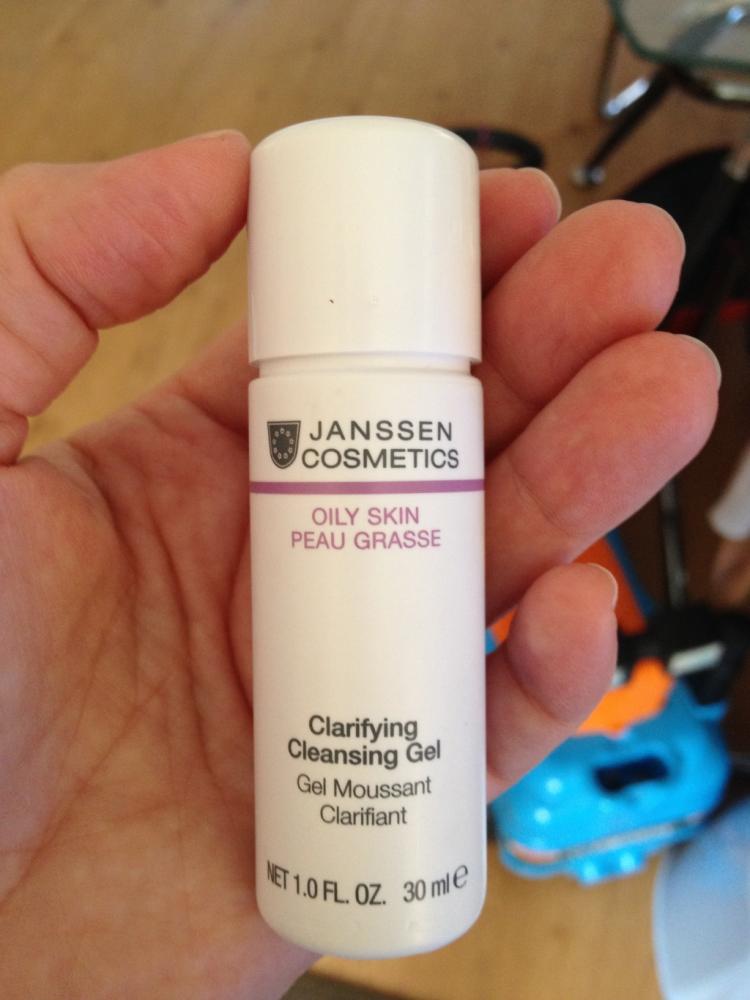 JANSSEN
COSMETICS
OILY SKIN
PEAU GRASSE
Clarifying
Cleansing Gel
Gel Moussant
Clarifiant
NET 1.0 FL. OZ. 30 ml ℮